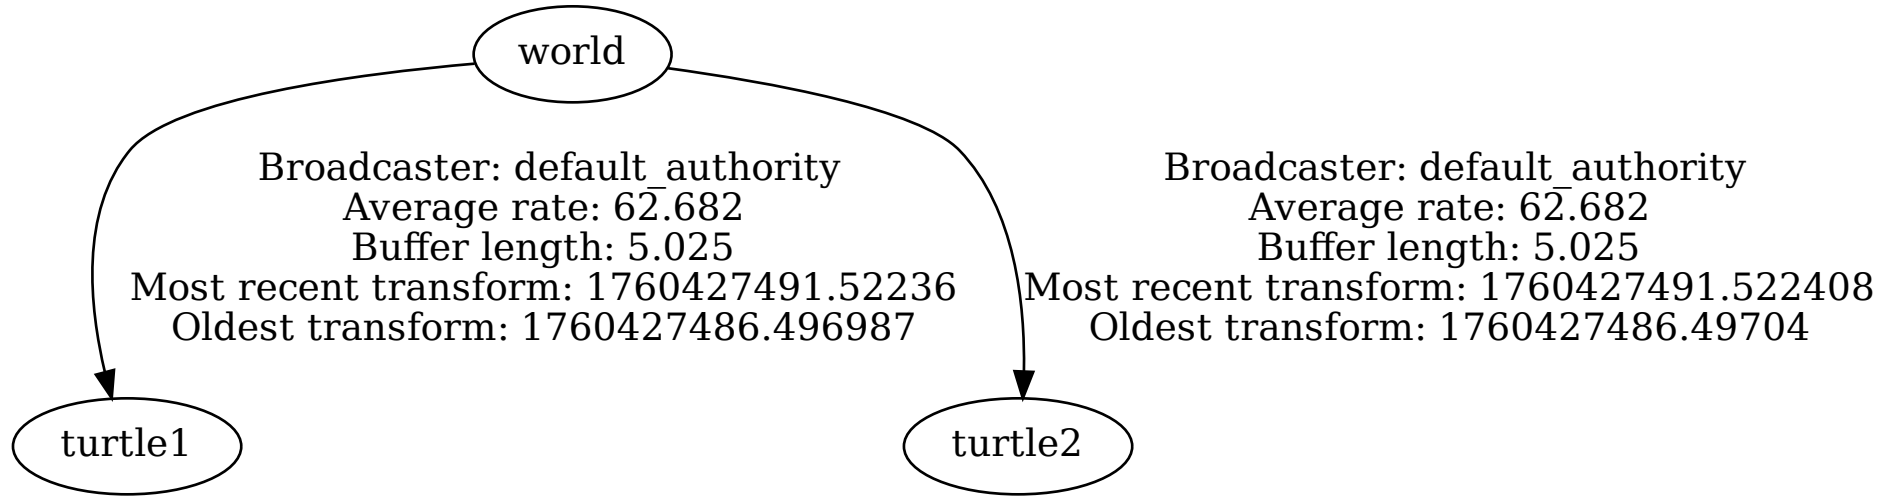 world
Broadcaster: default_authority
Average rate: 62.682
Buffer length: 5.025
Most recent transform: 1760427491.52236
Oldest transform: 1760427486.496987
Broadcaster: default_authority
Average rate: 62.682
Buffer length: 5.025
Most recent transform: 1760427491.522408
Oldest transform: 1760427486.49704
turtle1
turtle2